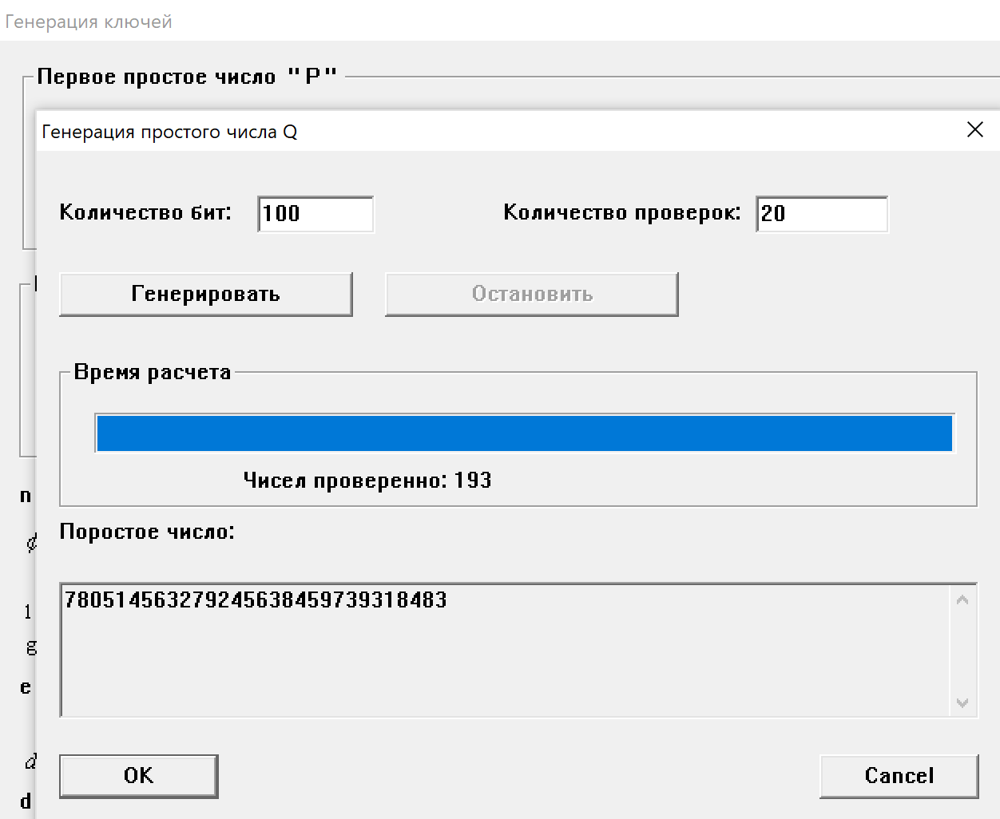 Генерация ключей
Первое простое число "P"
Генерация простого числа Q
Количество бит: 100 Количество проверок: 20
Генерировать Остановить
Время расчета
Чисел проверенно: 193
n
Поростое число:
780514563279245638459739318483
g
e
d
OK Cancel